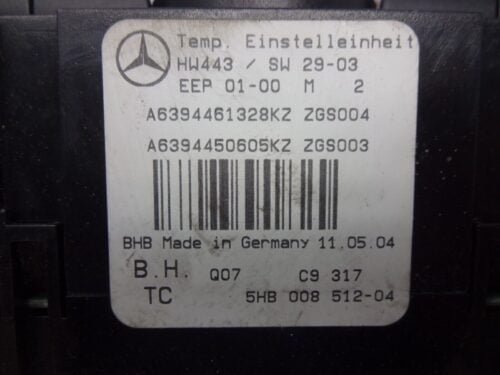 Temp. Einstelleinheit
HW443 / SW 29-03
EEP 01-00 M 2
A6394461328KZ ZGS004
A6394450605KZ ZGS003
BHB Made in Germany 11.05.04
B.H. Q07 C9 317
TC 5HB 008 512-04